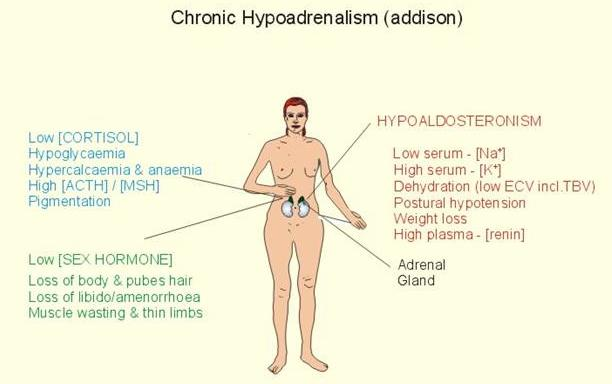 Chronic Hypoadrenalism (addison)
Low [CORTISOL]
Hypoglycaemia
Hypercalcaemia & anaemia
High [ACTH] / [MSH]
Pigmentation
Low [SEX HORMONE]
Loss of body & pubes hair
Loss of libido/amenorrhoea
Muscle wasting & thin limbs
HYPOALDOSTERONISM
Low serum - [Na⁺]
High serum - [K⁺]
Dehydration (low ECV incl.TBV)
Postural hypotension
Weight loss
High plasma - [renin]
Adrenal
Gland